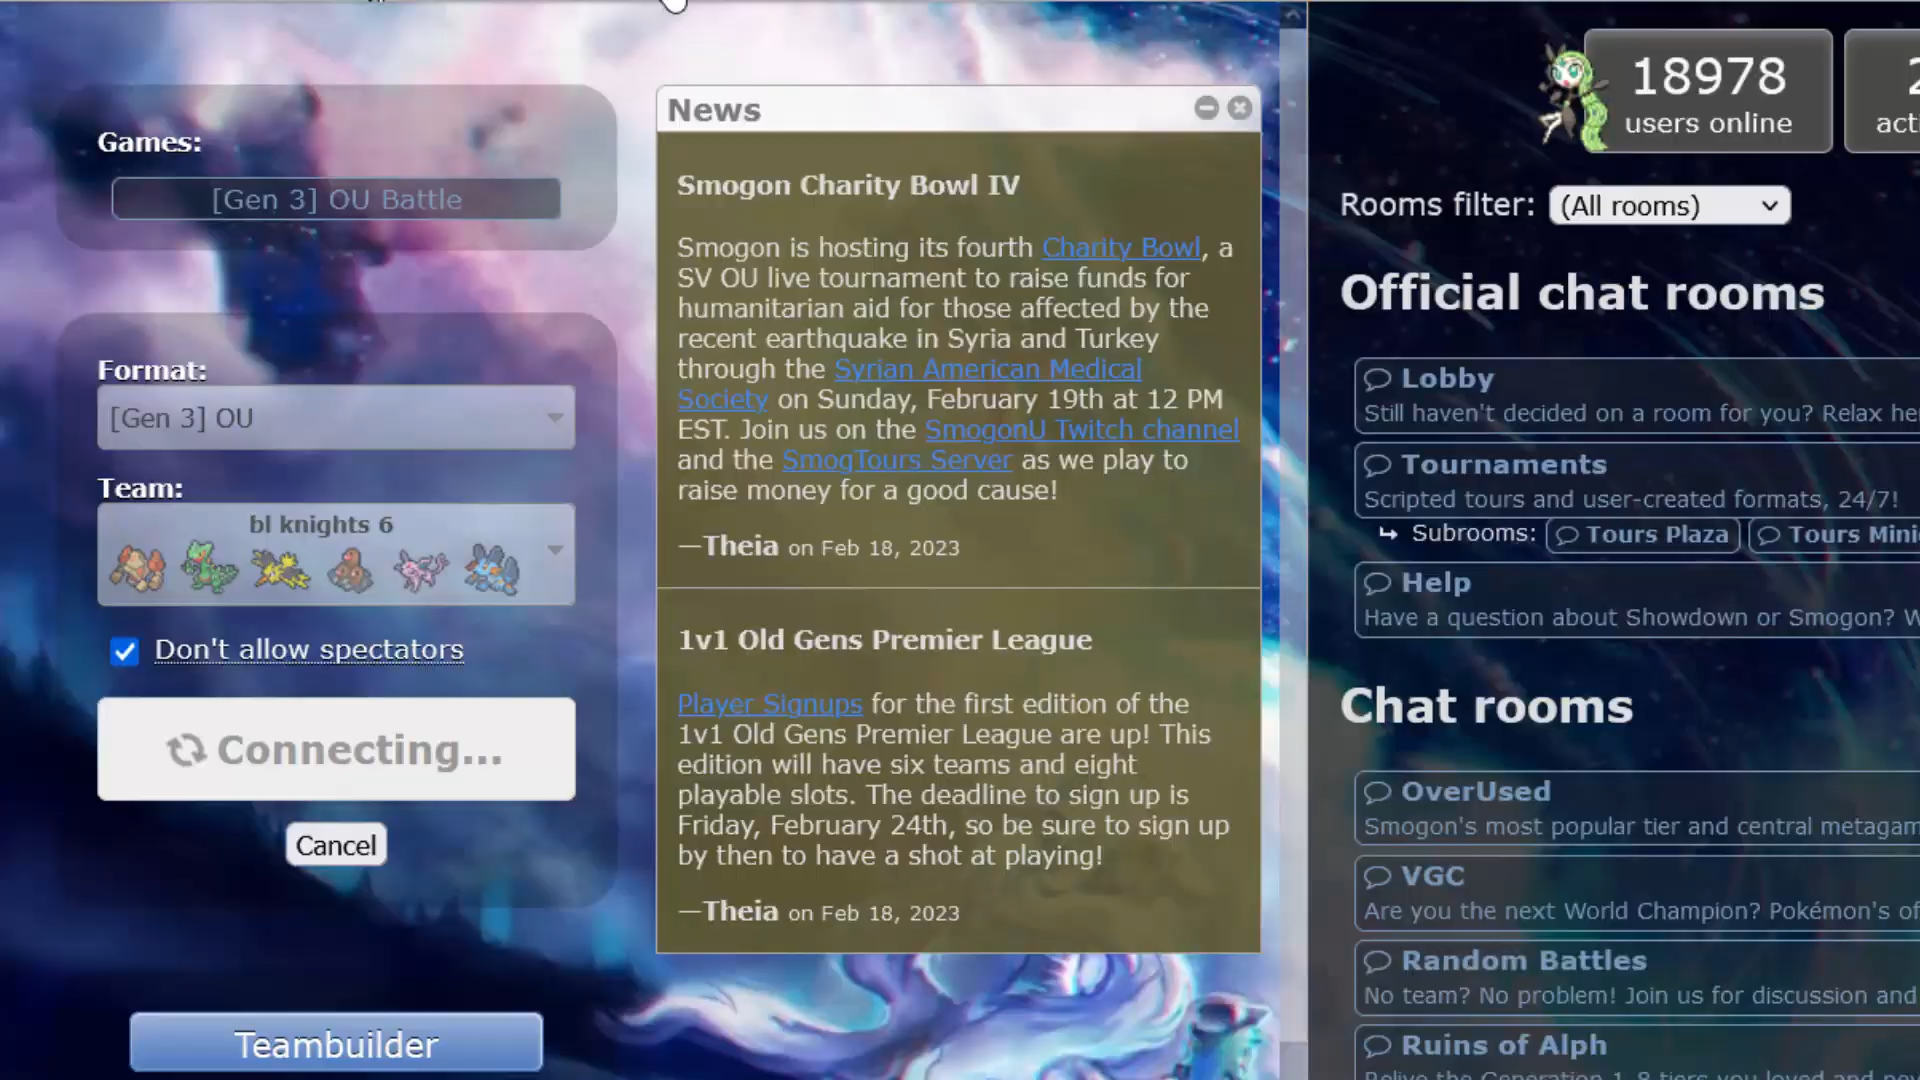 Games:
[Gen 3] OU Battle
Format:
[Gen 3] OU
Team:
bl knights 6
Don't allow spectators
Connecting...
Cancel
Teambuilder
News
Smogon Charity Bowl IV
Smogon is hosting its fourth Charity Bowl, a
SV OU live tournament to raise funds for
humanitarian aid for those affected by the
recent earthquake in Syria and Turkey
through the Syrian American Medical
Society on Sunday, February 19th at 12 PM
EST. Join us on the SmogonU Twitch channel
and the SmogTours Server as we play to
raise money for a good cause!
—Theia on Feb 18, 2023
1v1 Old Gens Premier League
Player Signups for the first edition of the
1v1 Old Gens Premier League are up! This
edition will have six teams and eight
playable slots. The deadline to sign up is
Friday, February 24th, so be sure to sign up
by then to have a shot at playing!
—Theia on Feb 18, 2023
18978
users online
Rooms filter: (All rooms)
Official chat rooms
Lobby
Still haven't decided on a room for you? Relax
Tournaments
Scripted tours and user-created formats, 24/7!
Subrooms: Tours Plaza Tours
Help
Have a question about Showdown or Smogon?
Chat rooms
OverUsed
Smogon's most popular tier and central
VGC
Are you the next World Champion? Pokémon's
Random Battles
No team? No problem! Join us for discussion and
Ruins of Alph
Relive the Generation 1-8 tiers you loved and